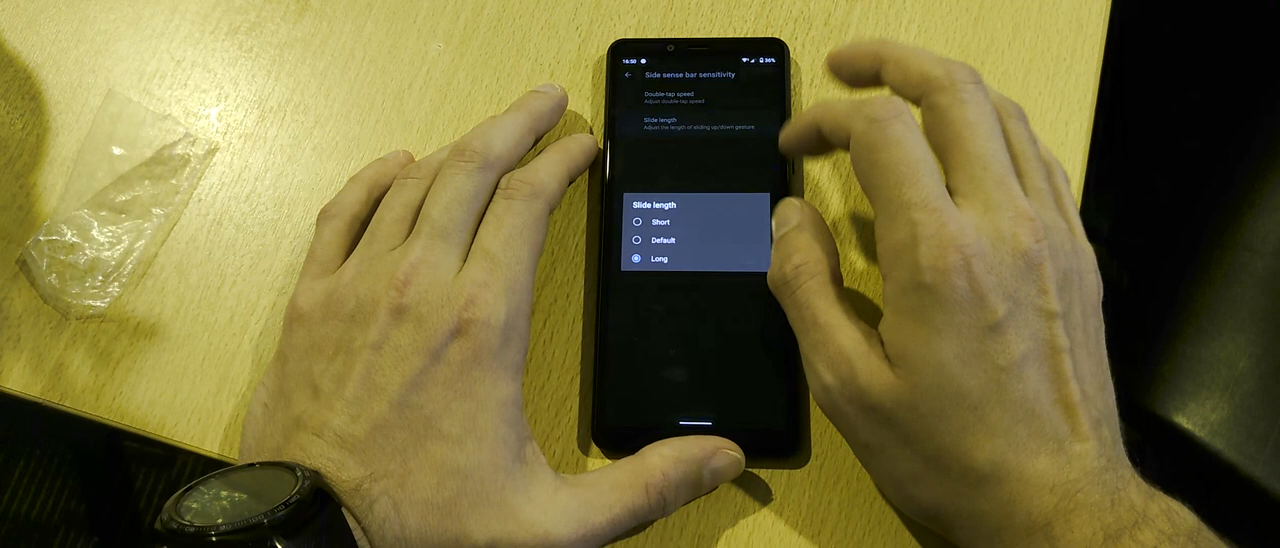 16:50 36%
Side sense bar sensitivity
Double-tap speed
Adjust double-tap speed
Slide length
Adjust the length of sliding up/down gesture
Slide length
Short
Default
Long